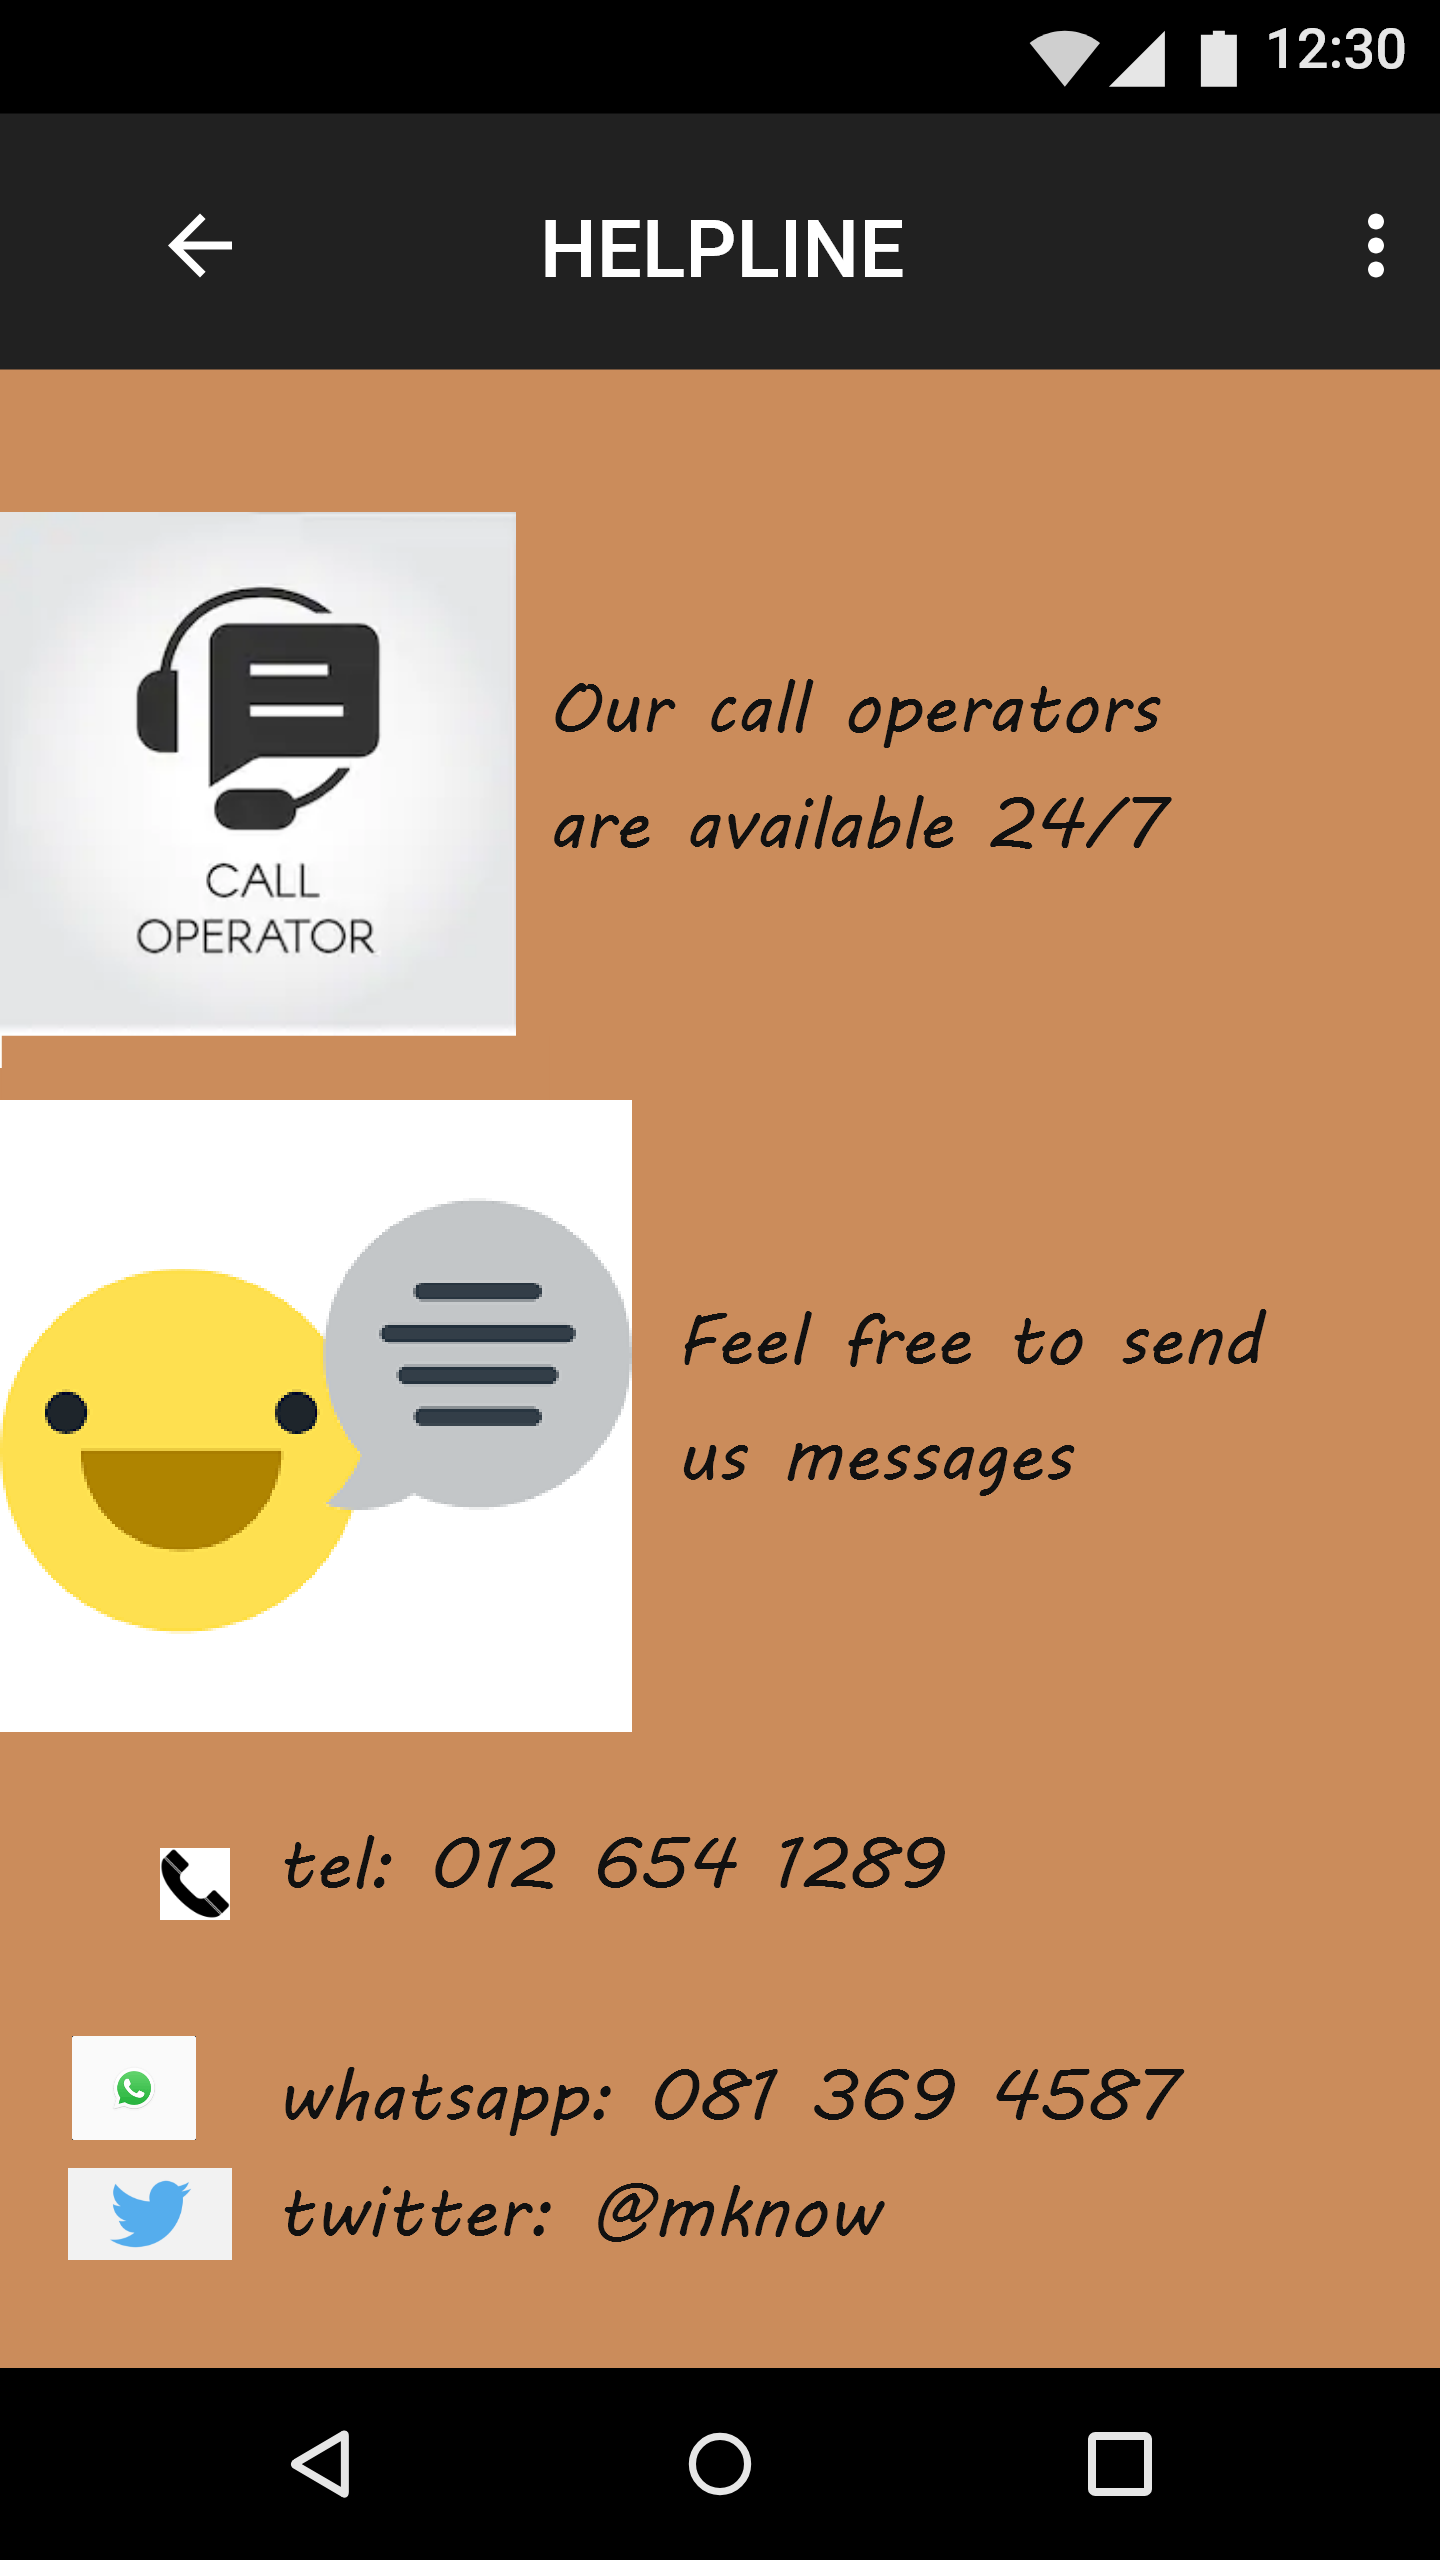 12:30
HELPLINE
CALL
OPERATOR
Our call operators
are available 24/7
Feel free to send
us messages
tel: 012 654 1289
whatsapp: 081 369 4587
twitter: @mknow